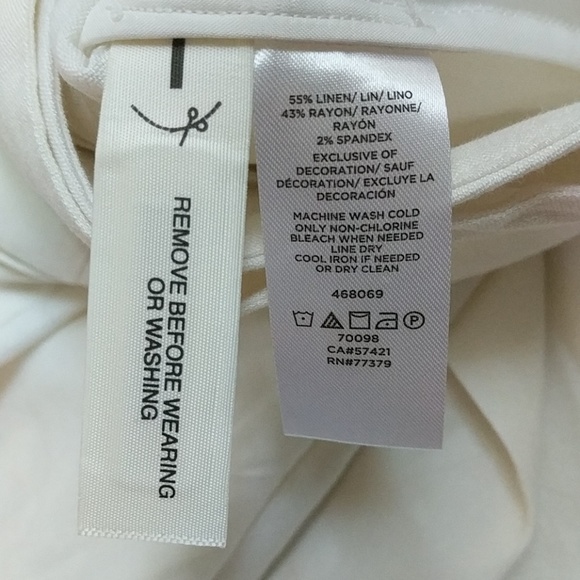 REMOVE BEFORE WEARING
OR WASHING
55% LINEN/ LIN/ LINO
43% RAYON/ RAYONNE/
RAYÓN
2% SPANDEX
EXCLUSIVE OF
DECORATION/ SAUF
DÉCORATION/ EXCLUYE LA
DECORACIÓN
MACHINE WASH COLD
ONLY NON-CHLORINE
BLEACH WHEN NEEDED
LINE DRY
COOL IRON IF NEEDED
OR DRY CLEAN
468069
P
70098
CA#57421
RN#77379